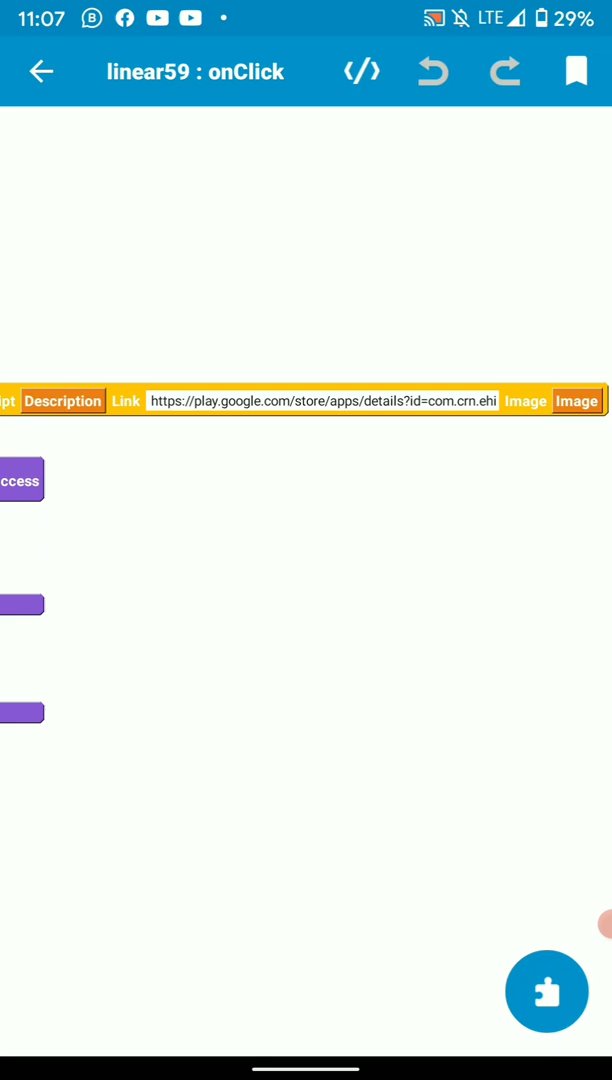 11:07 LTE 29%
linear59 : onClick
ipt Description Link https://play.google.com/store/apps/details?id=com.crn.ehi Image Image
ccess